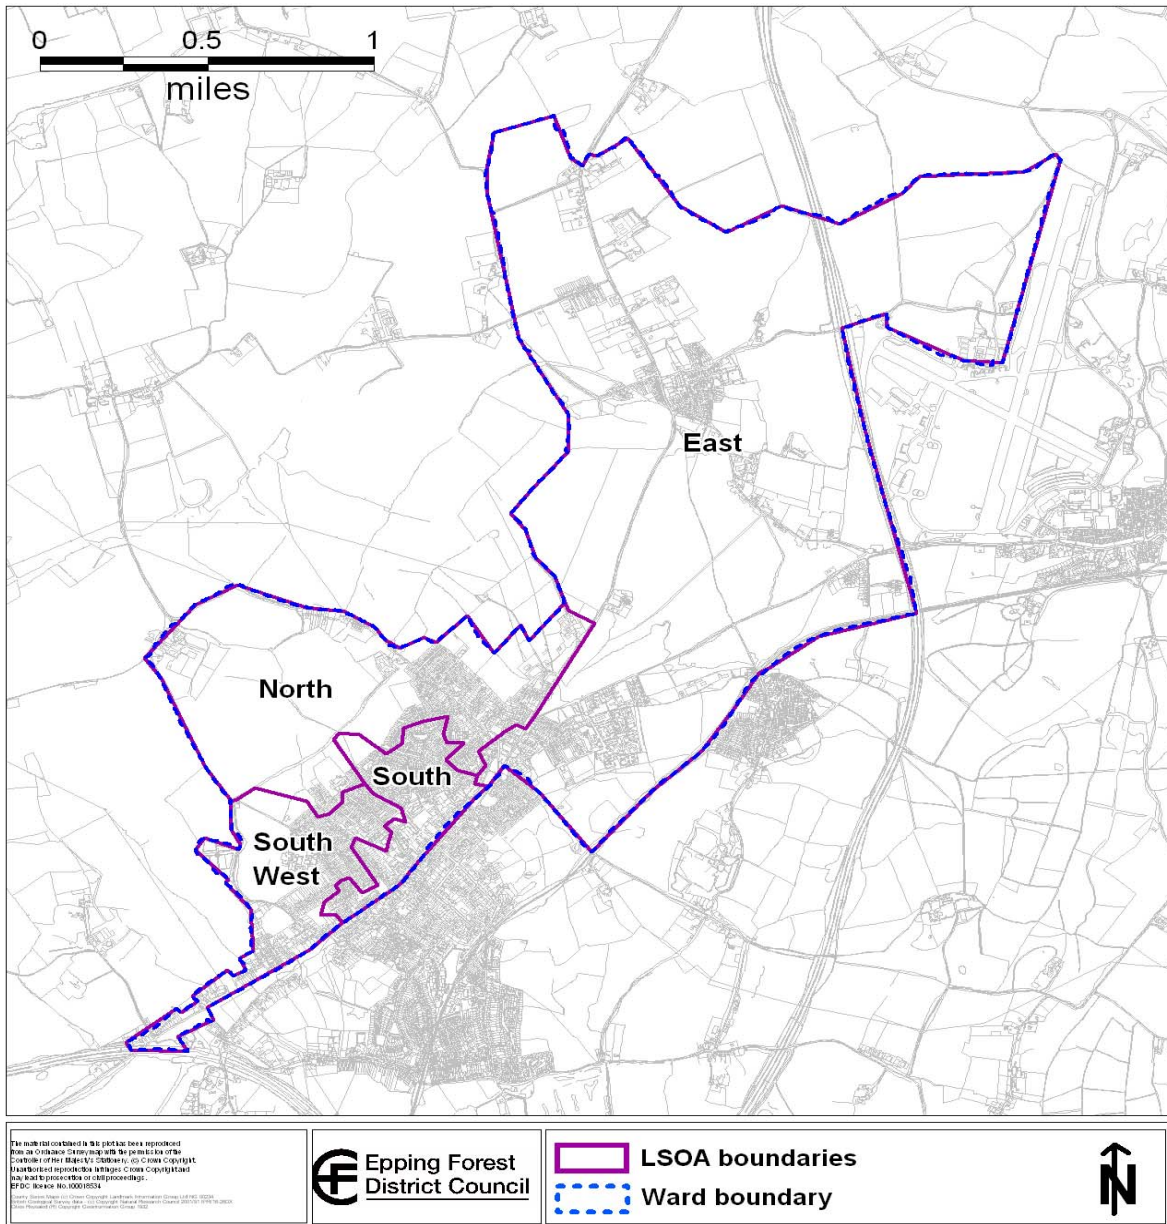 0 0.5 1
miles
East
North
South
South
West
The material contained in this plot has been reproduced
from an Ordnance Survey map with the permission of the
Controller of Her Majesty's Stationery. (c) Crown Copyright.
Unauthorised reproduction infringes Crown Copyright and
may lead to prosecution or civil proceedings.
EFDC licence No.100018534
Epping Forest
District Council
LSOA boundaries
Ward boundary
N